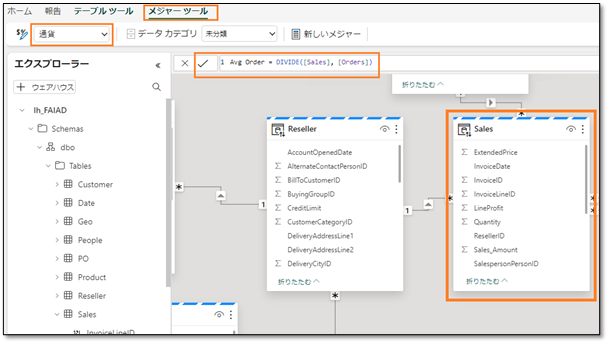 ホーム 報告 テーブル ツール メジャー ツール
通貨 データ カテゴリ 未分類 新しいメジャー
エクスプローラー «
+ ウェアハウス
lh_FAIAD
Schemas
dbo
Tables
Customer
Date
Geo
People
PO
Product
Reseller
Sales
InvoiceLineID
1 Avg Order = DIVIDE([Sales], [Orders])
折りたたむ
Reseller
AccountOpenedDate
AlternateContactPersonID
BillToCustomerID
BuyingGroupID
CreditLimit
CustomerCategoryID
DeliveryAddressLine1
DeliveryAddressLine2
DeliveryCityID
折りたたむ
Sales
ExtendedPrice
InvoiceDate
InvoiceID
InvoiceLineID
LineProfit
Quantity
ResellerID
Sales_Amount
SalespersonPersonID
折りたたむ
1
1